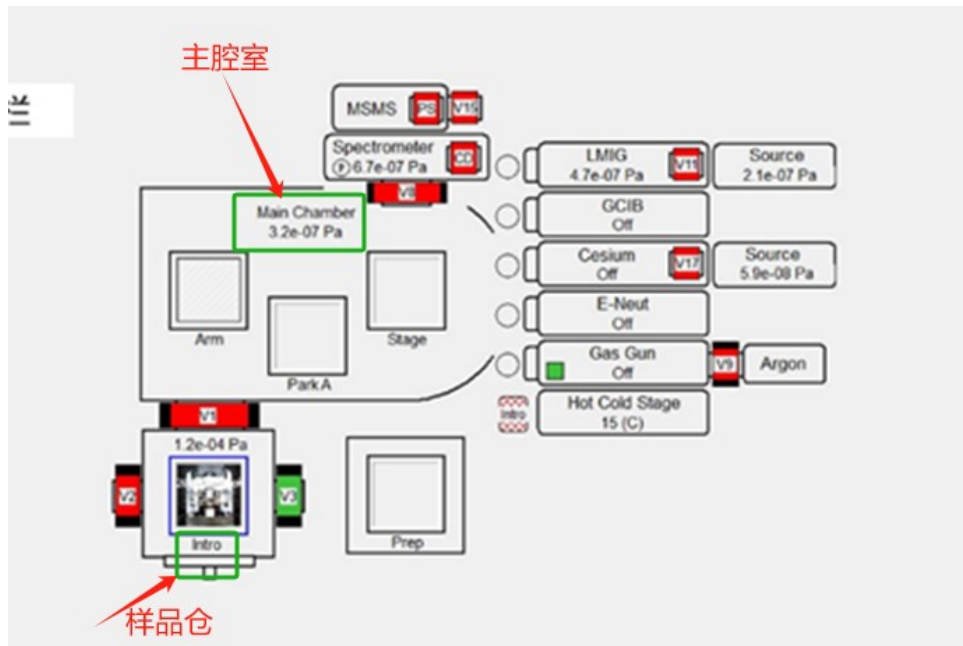 主腔室
栏
MSMS
PS
V15
Spectrometer
P 6.7e-07 Pa
CD
V8
LMIG
4.7e-07 Pa
V11
Source
2.1e-07 Pa
Main Chamber
3.2e-07 Pa
GCIB
Off
Cesium
Off
V17
Source
5.9e-08 Pa
E-Neut
Off
Arm
Stage
Park A
Gas Gun
Off
V9
Argon
Intro
Hot Cold Stage
15 (C)
V1
1.2e-04 Pa
V2
V3
Intro
Prep
样品仓